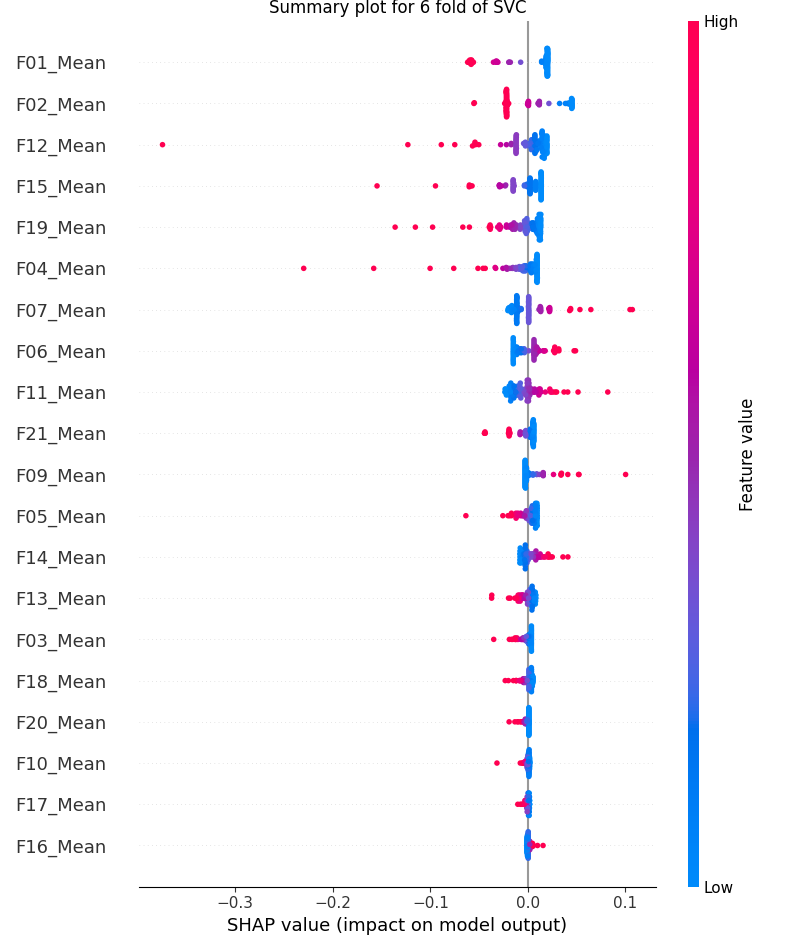 Summary plot for 6 fold of SVC
High
F01_Mean
F02_Mean
F12_Mean
F15_Mean
F19_Mean
F04_Mean
F07_Mean
F06_Mean
F11_Mean
F21_Mean
F09_Mean
F05_Mean
F14_Mean
F13_Mean
F03_Mean
F18_Mean
F20_Mean
F10_Mean
F17_Mean
F16_Mean
Feature value
Low
−0.3 −0.2 −0.1 0.0 0.1
SHAP value (impact on model output)